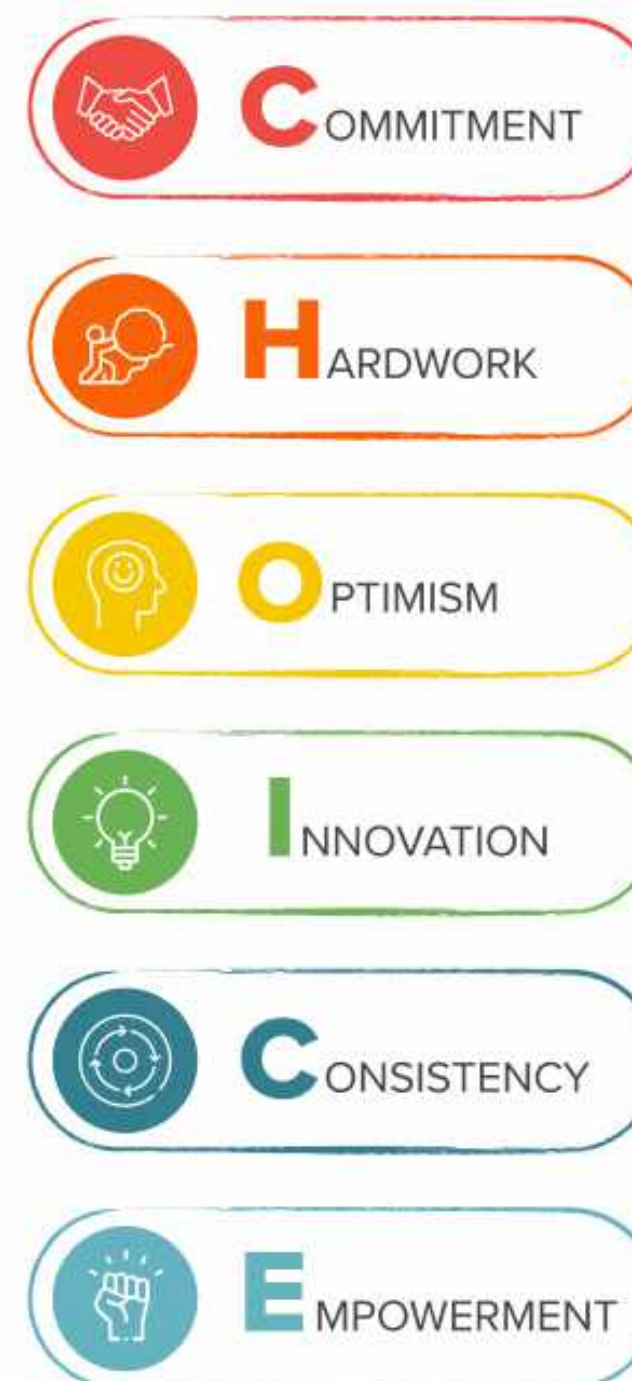 COMMITMENT
HARDWORK
OPTIMISM
INNOVATION
CONSISTENCY
EMPOWERMENT